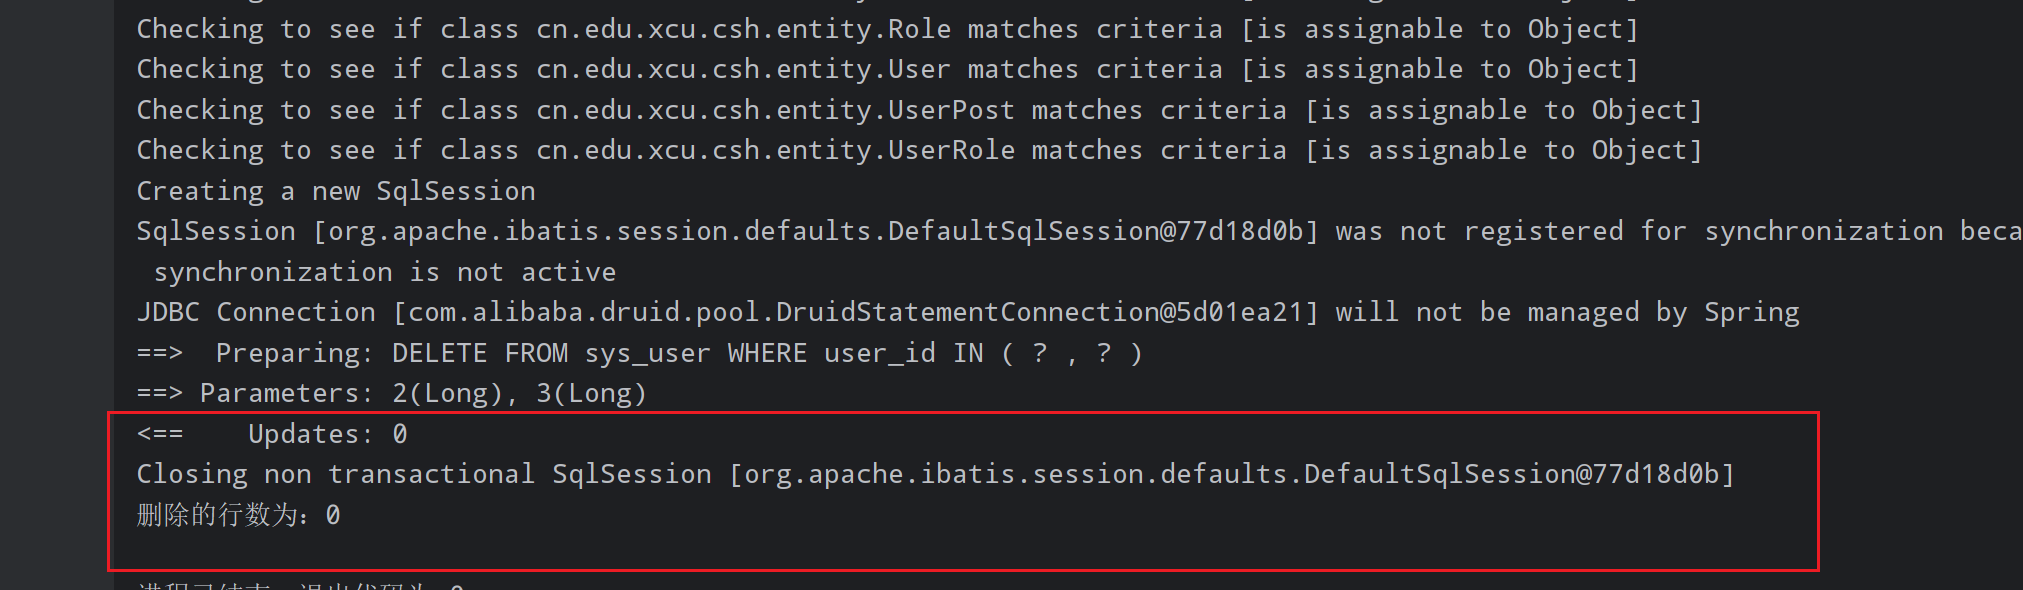 Checking to see if class cn.edu.xcu.csh.entity.Role matches criteria [is assignable to Object]
Checking to see if class cn.edu.xcu.csh.entity.User matches criteria [is assignable to Object]
Checking to see if class cn.edu.xcu.csh.entity.UserPost matches criteria [is assignable to Object]
Checking to see if class cn.edu.xcu.csh.entity.UserRole matches criteria [is assignable to Object]
Creating a new SqlSession
SqlSession [org.apache.ibatis.session.defaults.DefaultSqlSession@77d18d0b] was not registered for synchronization beca
synchronization is not active
JDBC Connection [com.alibaba.druid.pool.DruidStatementConnection@5d01ea21] will not be managed by Spring
==>  Preparing: DELETE FROM sys_user WHERE user_id IN ( ? , ? )
==> Parameters: 2(Long), 3(Long)
<==    Updates: 0
Closing non transactional SqlSession [org.apache.ibatis.session.defaults.DefaultSqlSession@77d18d0b]
删除的行数为：0